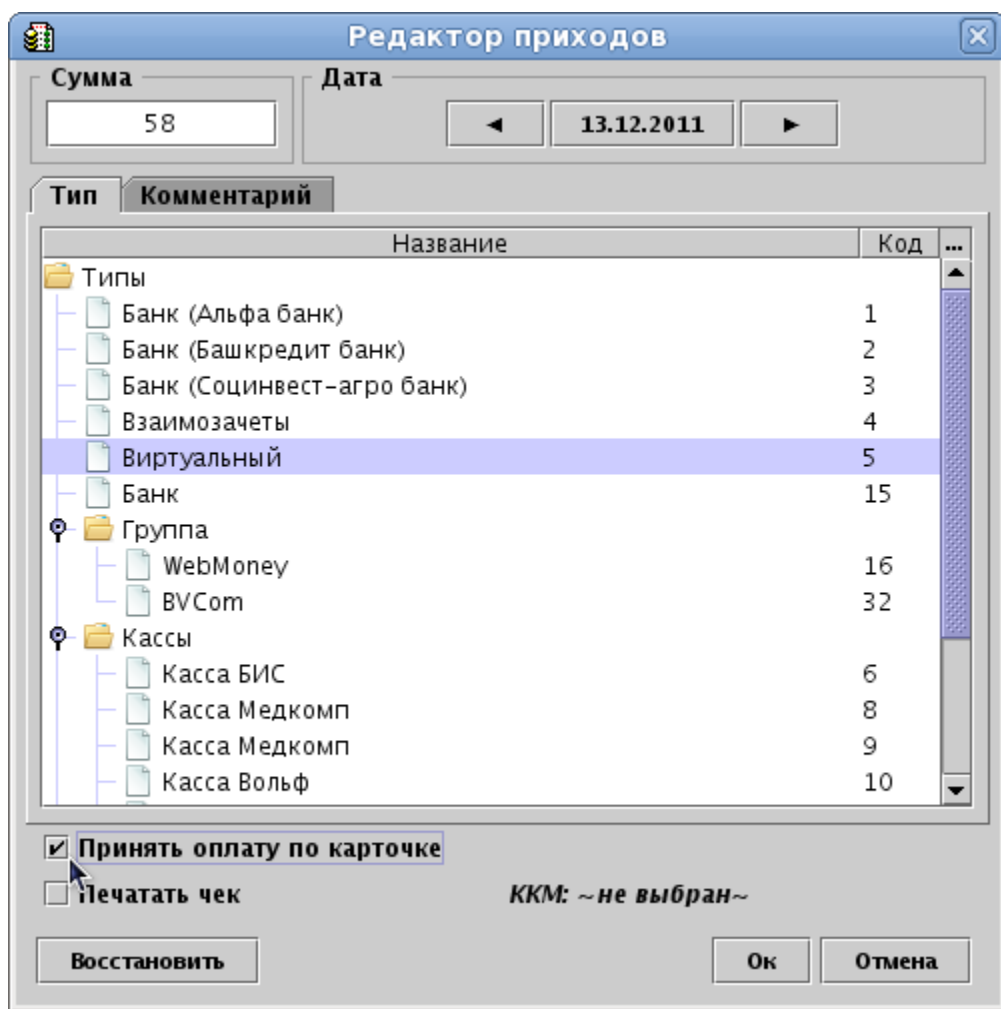 Редактор приходов
Сумма Дата
58 ◄ 13.12.2011 ►
Тип Комментарий
Название Код ...
Типы
Банк (Альфа банк) 1
Банк (Башкредит банк) 2
Банк (Социнвест-агро банк) 3
Взаимозачеты 4
Виртуальный 5
Банк 15
Группа
WebMoney 16
BVCom 32
Кассы
Касса БИС 6
Касса Медкомп 8
Касса Медкомп 9
Касса Вольф 10
Принять оплату по карточке
Печатать чек ККМ: ~не выбран~
Восстановить Ок Отмена